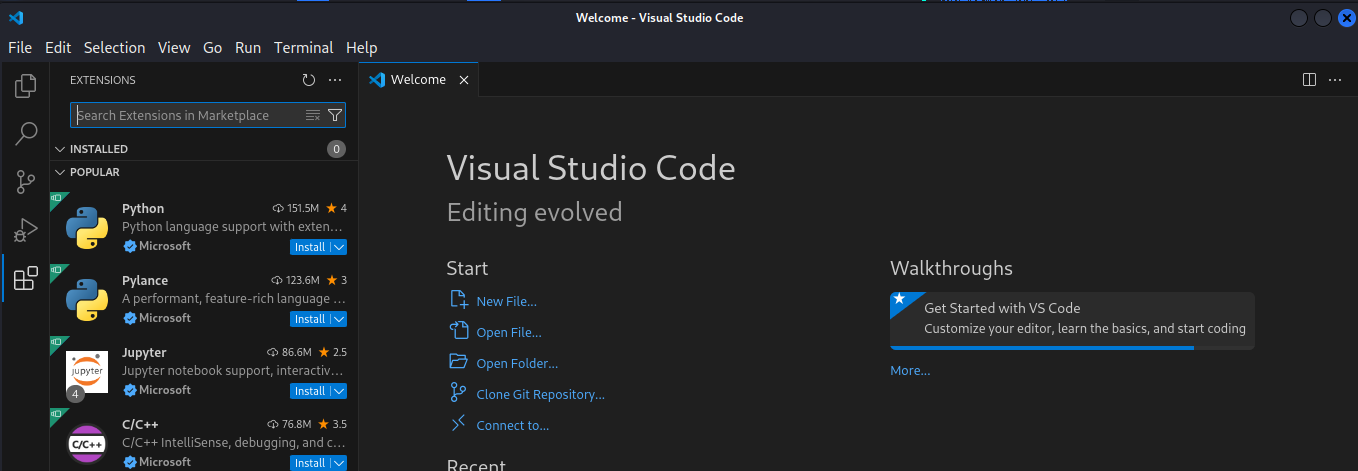 Welcome - Visual Studio Code
File Edit Selection View Go Run Terminal Help
EXTENSIONS
Search Extensions in Marketplace
INSTALLED 0
POPULAR
Python 151.5M 4
Python language support with exten...
Microsoft Install
Pylance 123.6M 3
A performant, feature-rich language ...
Microsoft Install
Jupyter 86.6M 2.5
Jupyter notebook support, interactiv...
Microsoft Install
jupyter
4
C/C++ 76.8M 3.5
C/C++ IntelliSense, debugging, and c...
Microsoft Install
C/C++
Welcome
Visual Studio Code
Editing evolved
Start
New File...
Open File...
Open Folder...
Clone Git Repository...
Connect to...
Recent
Walkthroughs
Get Started with VS Code
Customize your editor, learn the basics, and start coding
More...